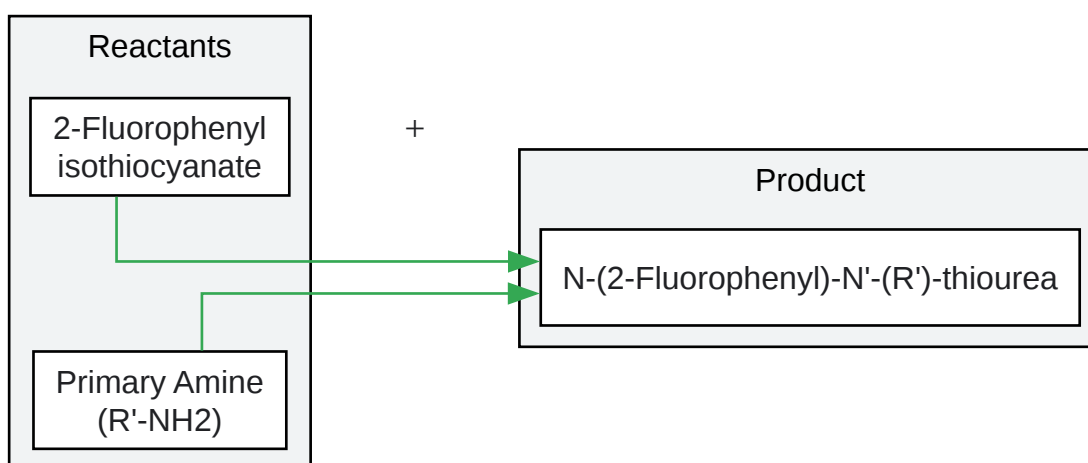 Reactants
2-Fluorophenyl
isothiocyanate
+
Product
N-(2-Fluorophenyl)-N'-(R')-thiourea
Primary Amine
(R'-NH2)